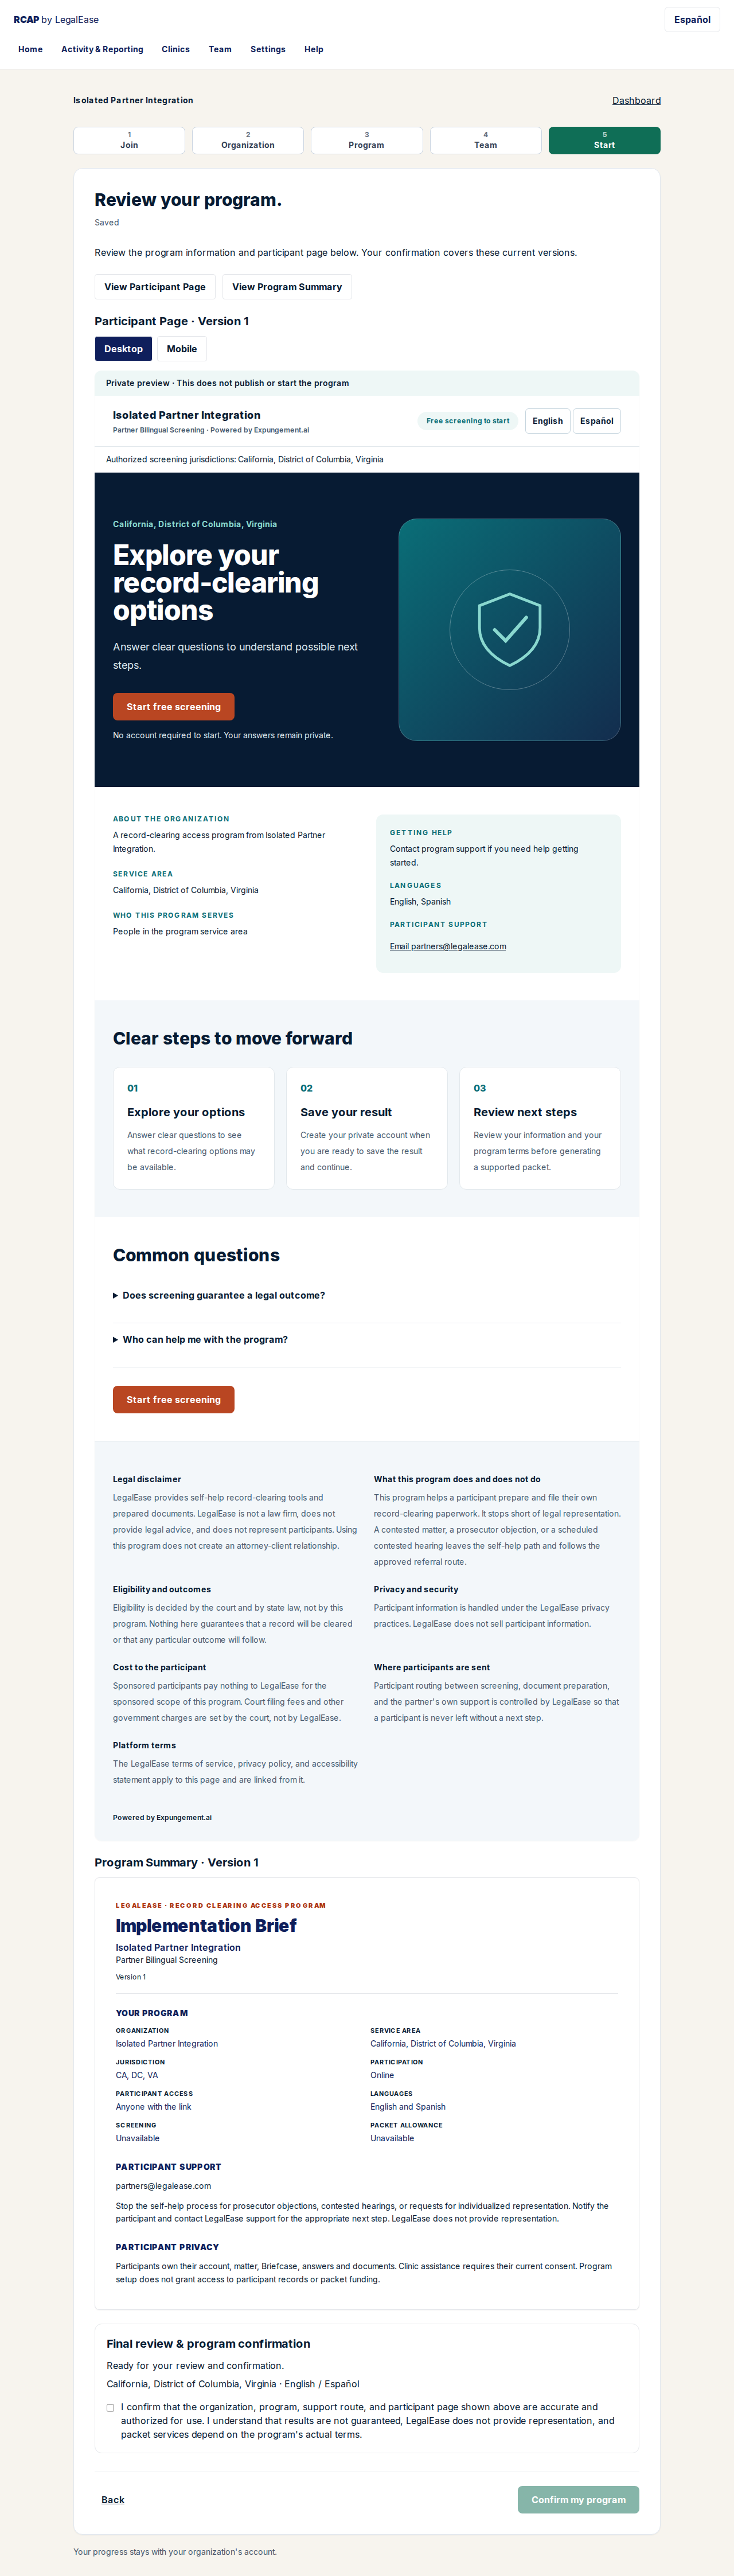 RCAP by LegalEase
Español
Home Activity & Reporting Clinics Team Settings Help
Isolated Partner Integration
Dashboard
1
Join
2
Organization
3
Program
4
Team
5
Start
Review your program.
Saved
Review the program information and participant page below. Your confirmation covers these current versions.
View Participant Page
View Program Summary
Participant Page · Version 1
Desktop
Mobile
Private preview · This does not publish or start the program
Isolated Partner Integration
Partner Bilingual Screening · Powered by Expungement.ai
Free screening to start
English
Español
Authorized screening jurisdictions: California, District of Columbia, Virginia
California, District of Columbia, Virginia
Explore your
record-clearing
options
Answer clear questions to understand possible next
steps.
Start free screening
No account required to start. Your answers remain private.
ABOUT THE ORGANIZATION
A record-clearing access program from Isolated Partner
Integration.
SERVICE AREA
California, District of Columbia, Virginia
WHO THIS PROGRAM SERVES
People in the program service area
GETTING HELP
Contact program support if you need help getting
started.
LANGUAGES
English, Spanish
PARTICIPANT SUPPORT
Email partners@legalease.com
Clear steps to move forward
01
Explore your options
Answer clear questions to see
what record-clearing options may
be available.
02
Save your result
Create your private account when
you are ready to save the result
and continue.
03
Review next steps
Review your information and your
program terms before generating
a supported packet.
Common questions
Does screening guarantee a legal outcome?
Who can help me with the program?
Start free screening
Legal disclaimer
LegalEase provides self-help record-clearing tools and
prepared documents. LegalEase is not a law firm, does not
provide legal advice, and does not represent participants. Using
this program does not create an attorney-client relationship.
What this program does and does not do
This program helps a participant prepare and file their own
record-clearing paperwork. It stops short of legal representation.
A contested matter, a prosecutor objection, or a scheduled
contested hearing leaves the self-help path and follows the
approved referral route.
Eligibility and outcomes
Eligibility is decided by the court and by state law, not by this
program. Nothing here guarantees that a record will be cleared
or that any particular outcome will follow.
Privacy and security
Participant information is handled under the LegalEase privacy
practices. LegalEase does not sell participant information.
Cost to the participant
Sponsored participants pay nothing to LegalEase for the
sponsored scope of this program. Court filing fees and other
government charges are set by the court, not by LegalEase.
Where participants are sent
Participant routing between screening, document preparation,
and the partner's own support is controlled by LegalEase so that
a participant is never left without a next step.
Platform terms
The LegalEase terms of service, privacy policy, and accessibility
statement apply to this page and are linked from it.
Powered by Expungement.ai
Program Summary · Version 1
LEGALEASE · RECORD CLEARING ACCESS PROGRAM
Implementation Brief
Isolated Partner Integration
Partner Bilingual Screening
Version 1
YOUR PROGRAM
ORGANIZATION
Isolated Partner Integration
SERVICE AREA
California, District of Columbia, Virginia
JURISDICTION
CA, DC, VA
PARTICIPATION
Online
PARTICIPANT ACCESS
Anyone with the link
LANGUAGES
English and Spanish
SCREENING
Unavailable
PACKET ALLOWANCE
Unavailable
PARTICIPANT SUPPORT
partners@legalease.com
Stop the self-help process for prosecutor objections, contested hearings, or requests for individualized representation. Notify the
participant and contact LegalEase support for the appropriate next step. LegalEase does not provide representation.
PARTICIPANT PRIVACY
Participants own their account, matter, Briefcase, answers and documents. Clinic assistance requires their current consent. Program
setup does not grant access to participant records or packet funding.
Final review & program confirmation
Ready for your review and confirmation.
California, District of Columbia, Virginia · English / Español
I confirm that the organization, program, support route, and participant page shown above are accurate and
authorized for use. I understand that results are not guaranteed, LegalEase does not provide representation, and
packet services depend on the program's actual terms.
Back
Confirm my program
Your progress stays with your organization's account.